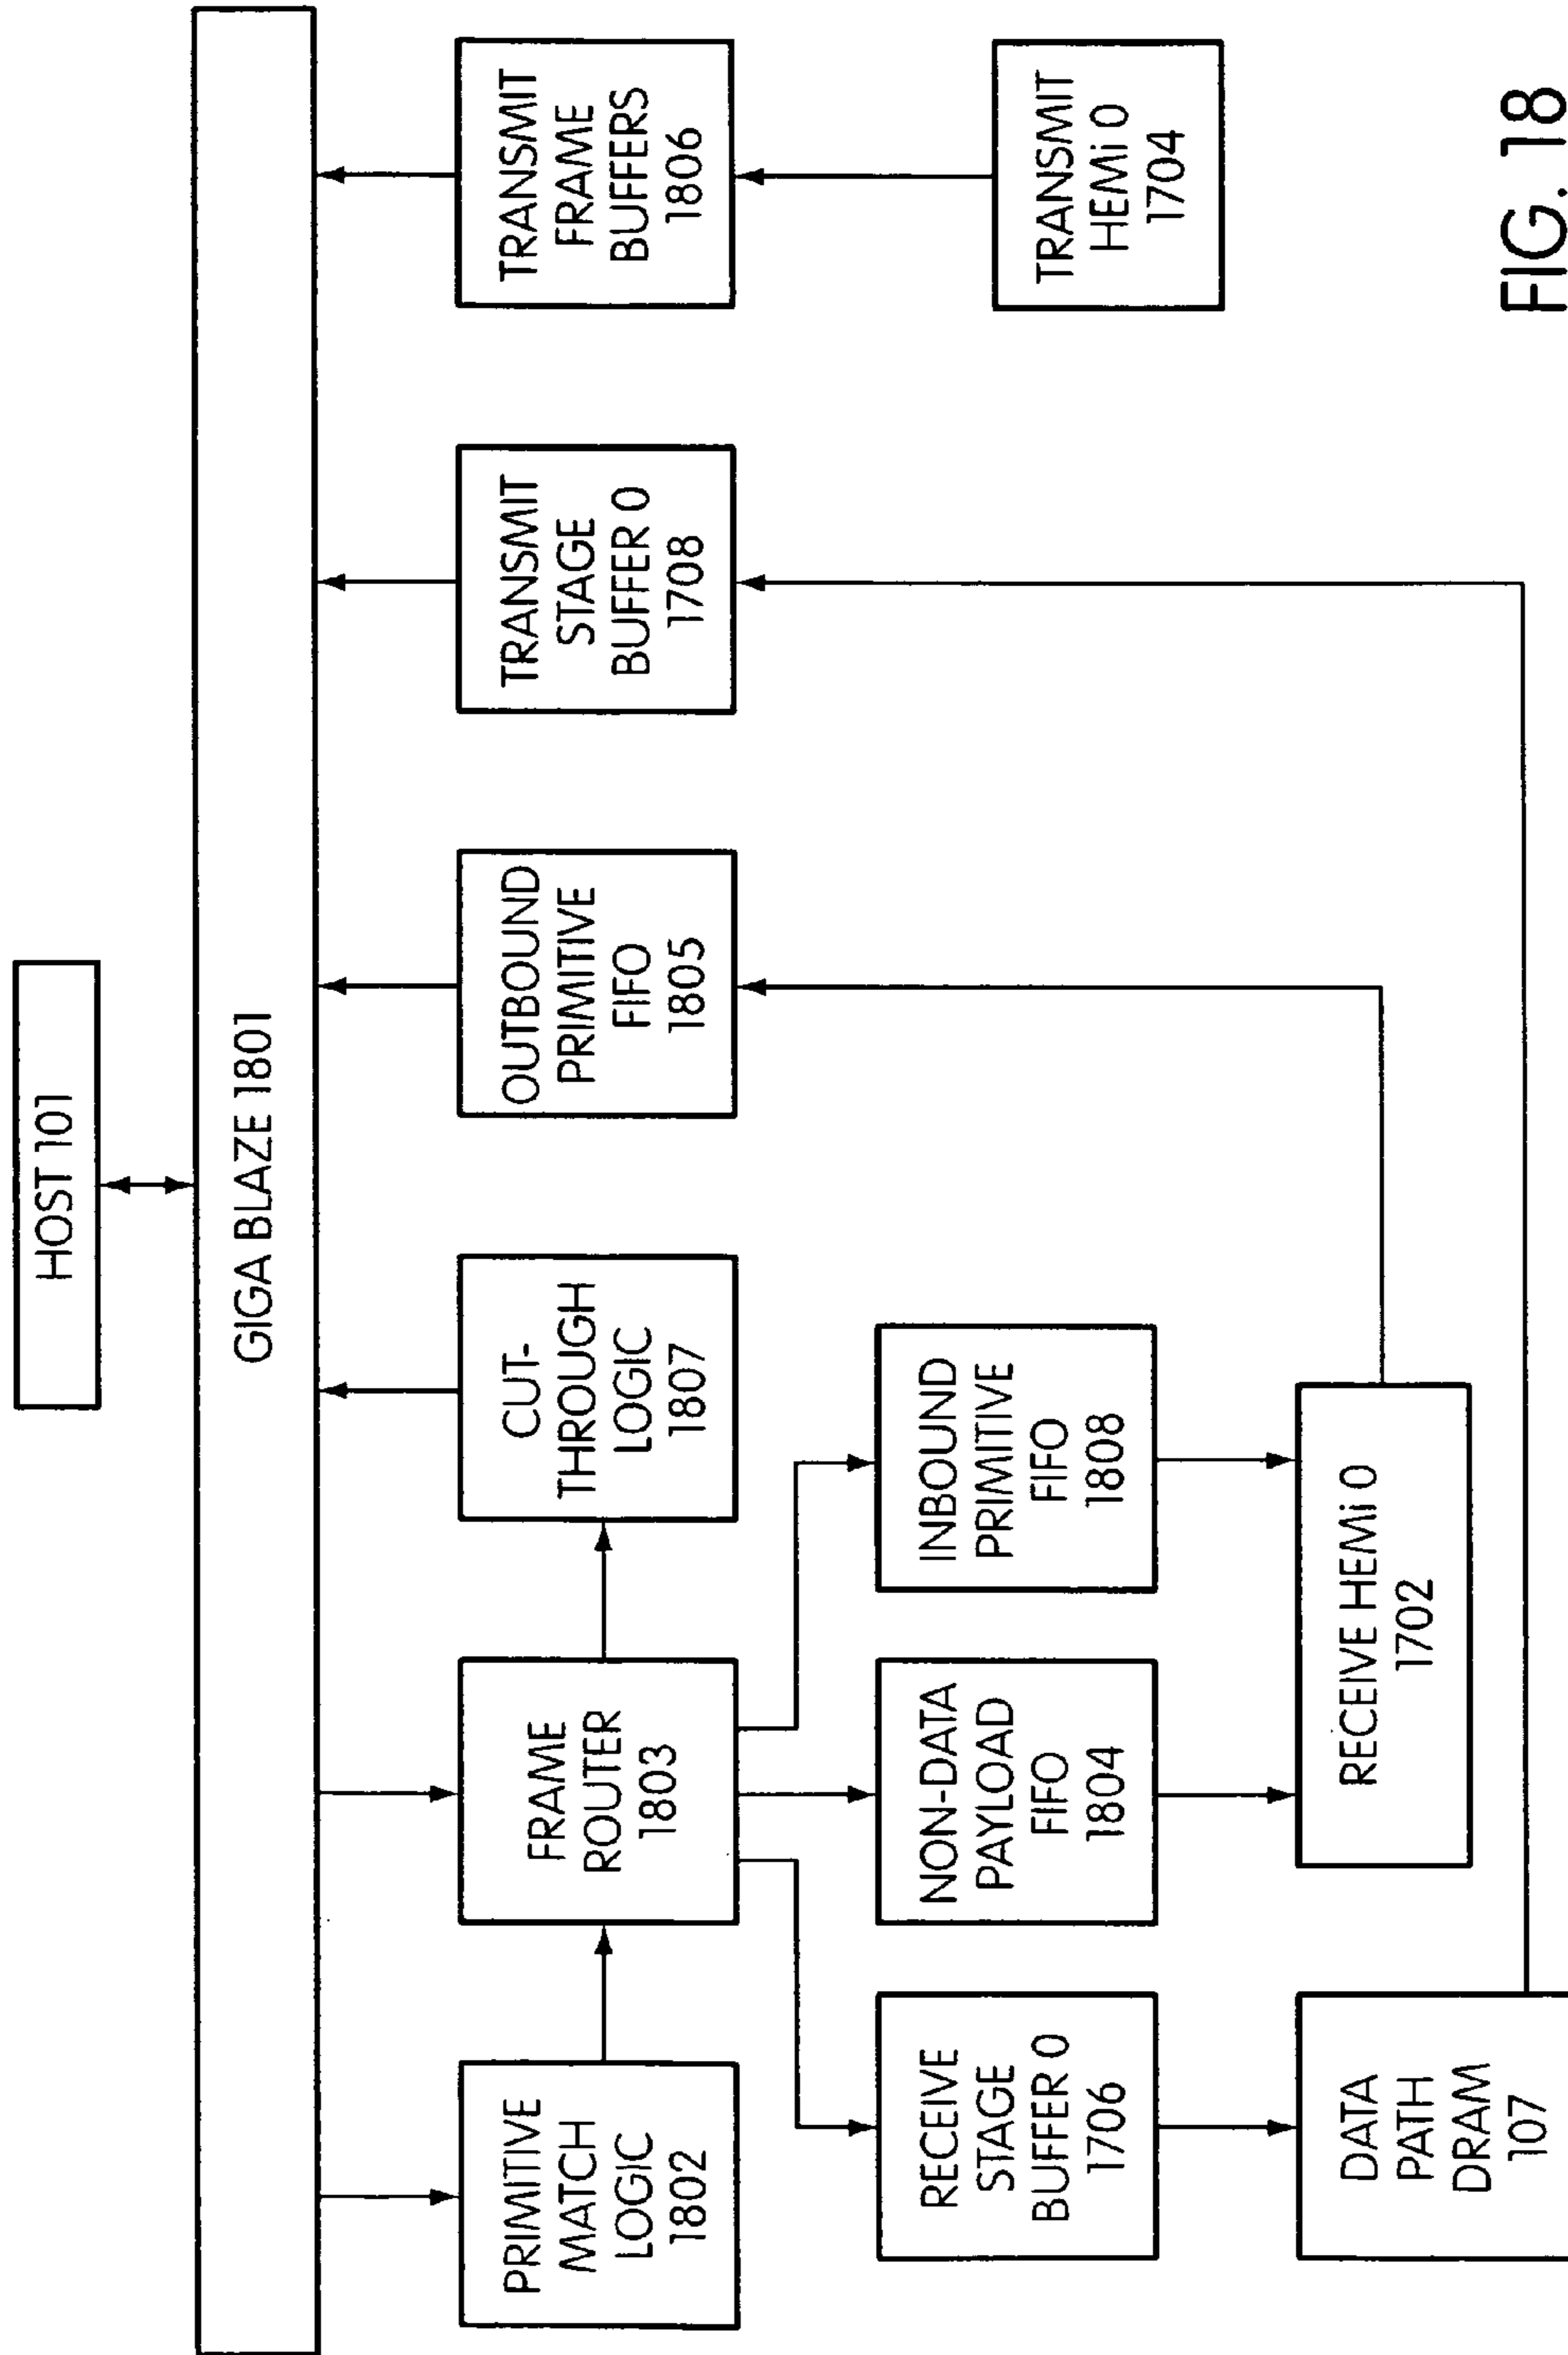 HOST 101
GIGA BLAZE 1801
PRIMITIVE
MATCH
LOGIC
1802
FRAME
ROUTER
1803
CUT-
THROUGH
LOGIC
1807
OUTBOUND
PRIMITIVE
FIFO
1805
TRANSMIT
STAGE
BUFFER 0
1708
TRANSMIT
FRAME
BUFFERS
1806
RECEIVE
STAGE
BUFFER 0
1706
NON-DATA
PAYLOAD
FIFO
1804
INBOUND
PRIMITIVE
FIFO
1808
TRANSMIT
HEMi 0
1704
DATA
PATH
DRAM
107
RECEIVE HEMi 0
1702
FIG. 18